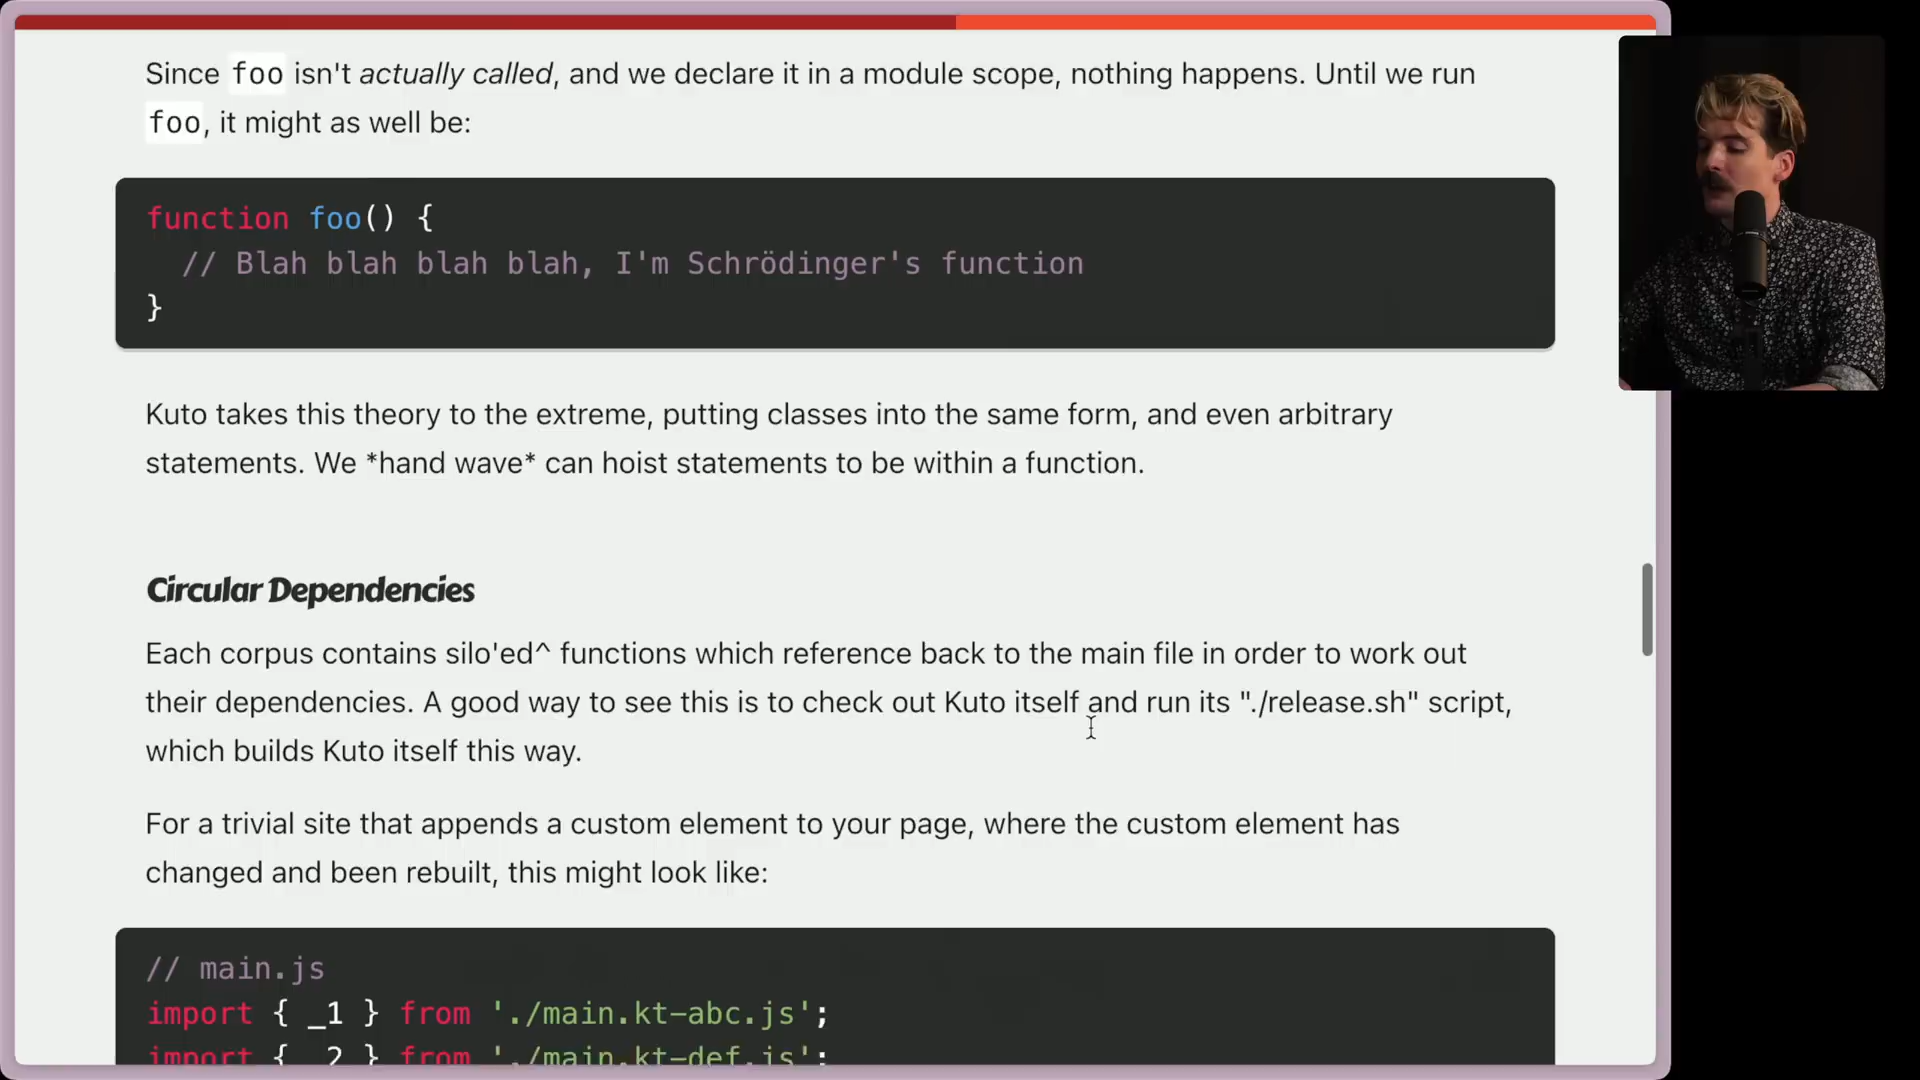 Since foo isn't actually called, and we declare it in a module scope, nothing happens. Until we run
foo, it might as well be:
function foo() {
  // Blah blah blah blah, I'm Schrödinger's function
}
Kuto takes this theory to the extreme, putting classes into the same form, and even arbitrary
statements. We *hand wave* can hoist statements to be within a function.
Circular Dependencies
Each corpus contains silo'ed^ functions which reference back to the main file in order to work out
their dependencies. A good way to see this is to check out Kuto itself and run its "./release.sh" script,
which builds Kuto itself this way.
For a trivial site that appends a custom element to your page, where the custom element has
changed and been rebuilt, this might look like:
// main.js
import { _1 } from './main.kt-abc.js';
import { _2 } from './main.kt-def.js';